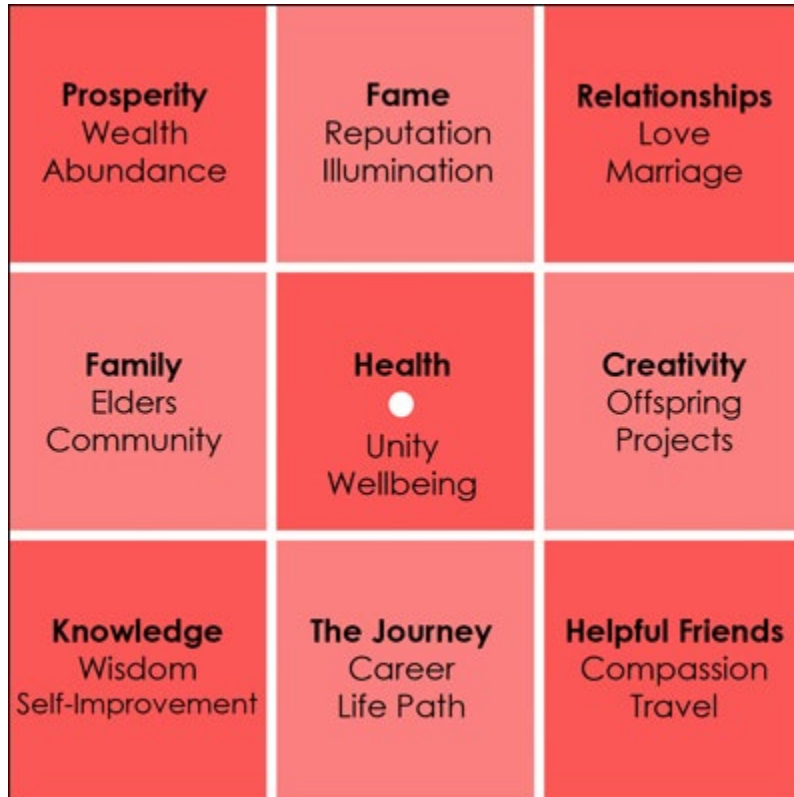 Prosperity
Wealth
Abundance
Fame
Reputation
Illumination
Relationships
Love
Marriage
Family
Elders
Community
Health
Unity
Wellbeing
Creativity
Offspring
Projects
Knowledge
Wisdom
Self-Improvement
The Journey
Career
Life Path
Helpful Friends
Compassion
Travel